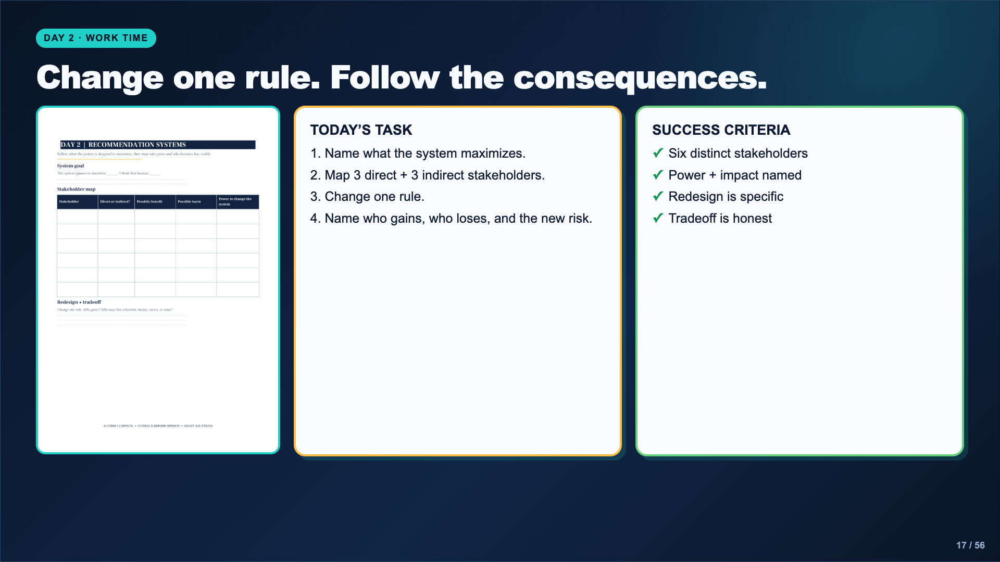 DAY 2 · WORK TIME
Change one rule. Follow the consequences.
DAY 2 | RECOMMENDATION SYSTEMS
Follow what the system is designed to maximize, then map who gains and who becomes less visible.
System goal
This system appears to maximize ______. I think that because ______.
Stakeholder map
Stakeholder Direct or indirect? Possible benefit Possible harm Power to change the
system
Redesign + tradeoff
Change one rule. Who gains? Who may lose attention, money, access, or voice?
AI ETHICS COUNCIL • EVIDENCE BEFORE OPINION • SMART SOLUTIONS
TODAY’S TASK
1. Name what the system maximizes.
2. Map 3 direct + 3 indirect stakeholders.
3. Change one rule.
4. Name who gains, who loses, and the new risk.
SUCCESS CRITERIA
✓ Six distinct stakeholders
✓ Power + impact named
✓ Redesign is specific
✓ Tradeoff is honest
17 / 56